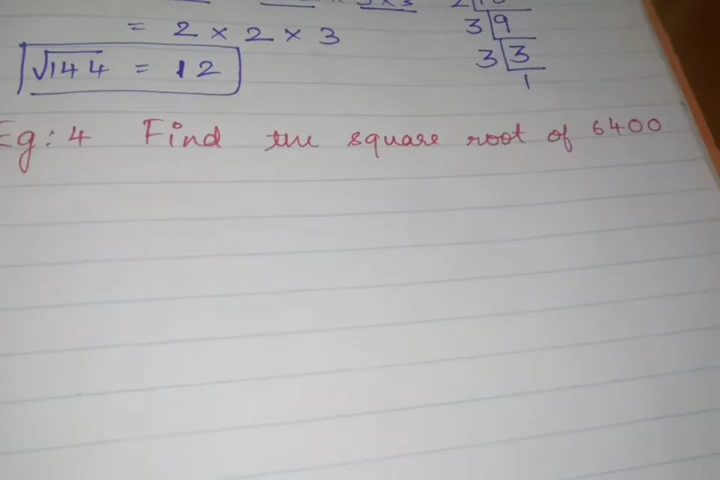 = 2 × 2 × 3
3 9
√144 = 12
3 3
1
Eg: 4 Find the square root of 6400